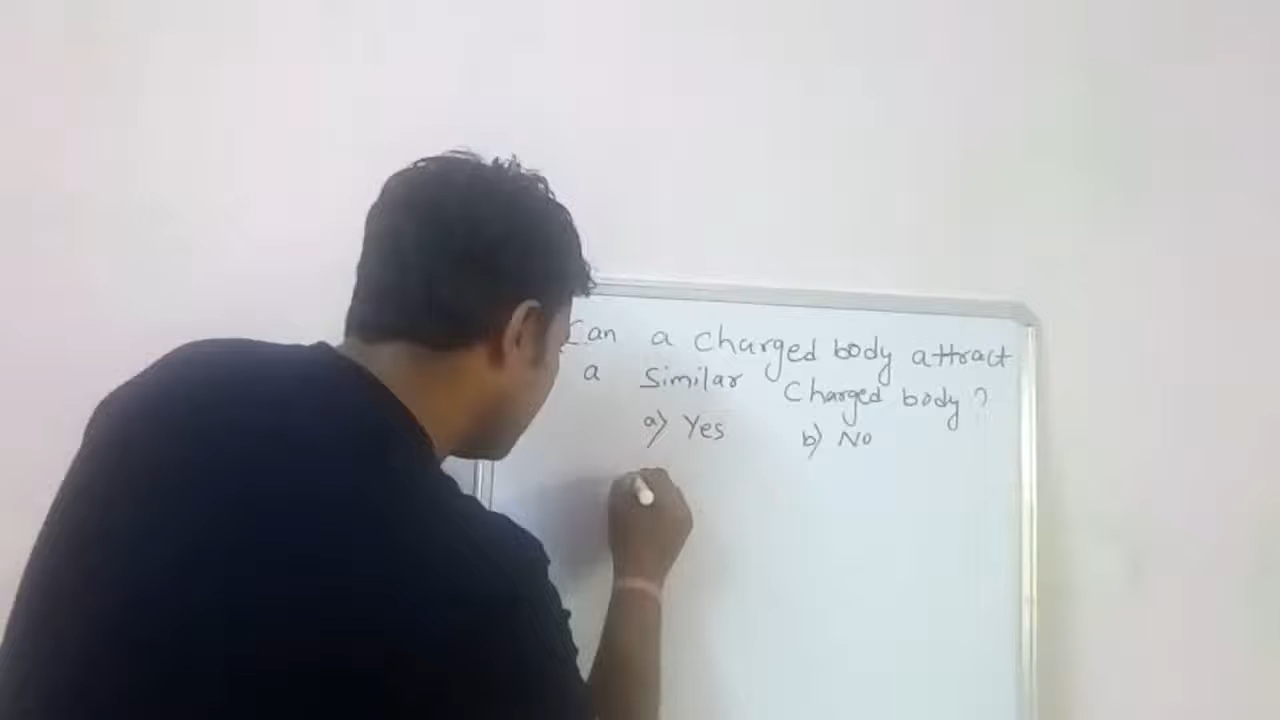 Can a charged body attract
a Similar Charged body?
a) Yes b) No